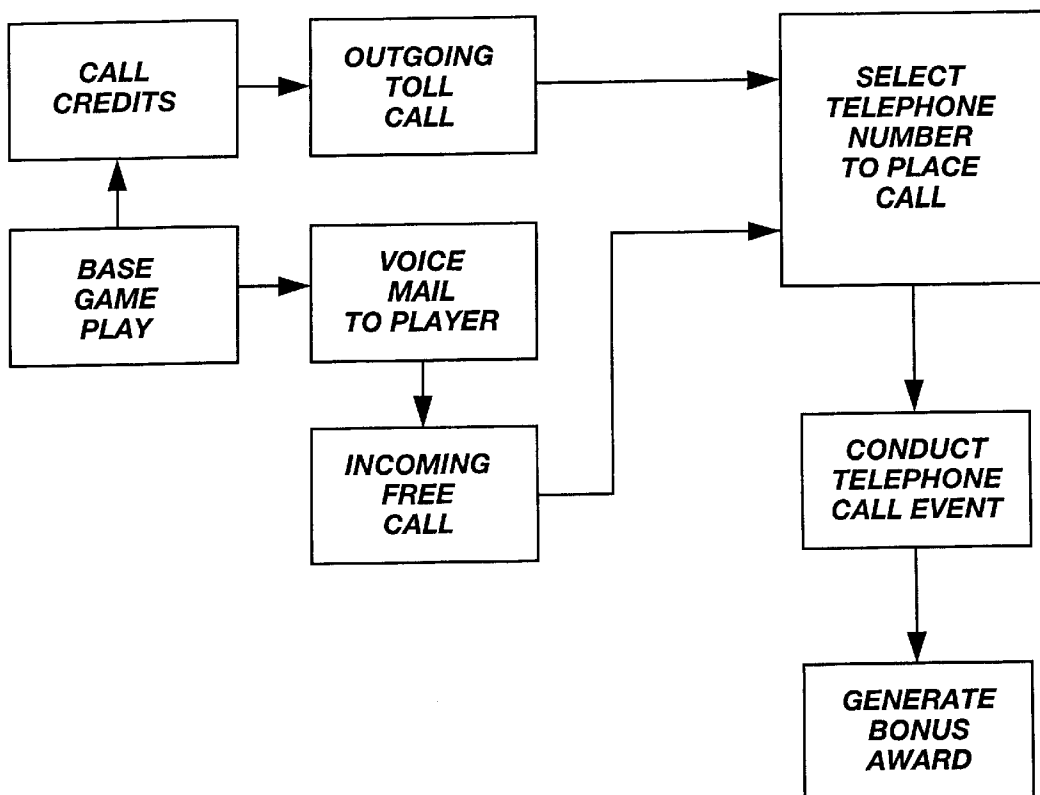 CALL
CREDITS
OUTGOING
TOLL
CALL
SELECT
TELEPHONE
NUMBER
TO PLACE
CALL
BASE
GAME
PLAY
VOICE
MAIL
TO PLAYER
INCOMING
FREE
CALL
CONDUCT
TELEPHONE
CALL EVENT
GENERATE
BONUS
AWARD